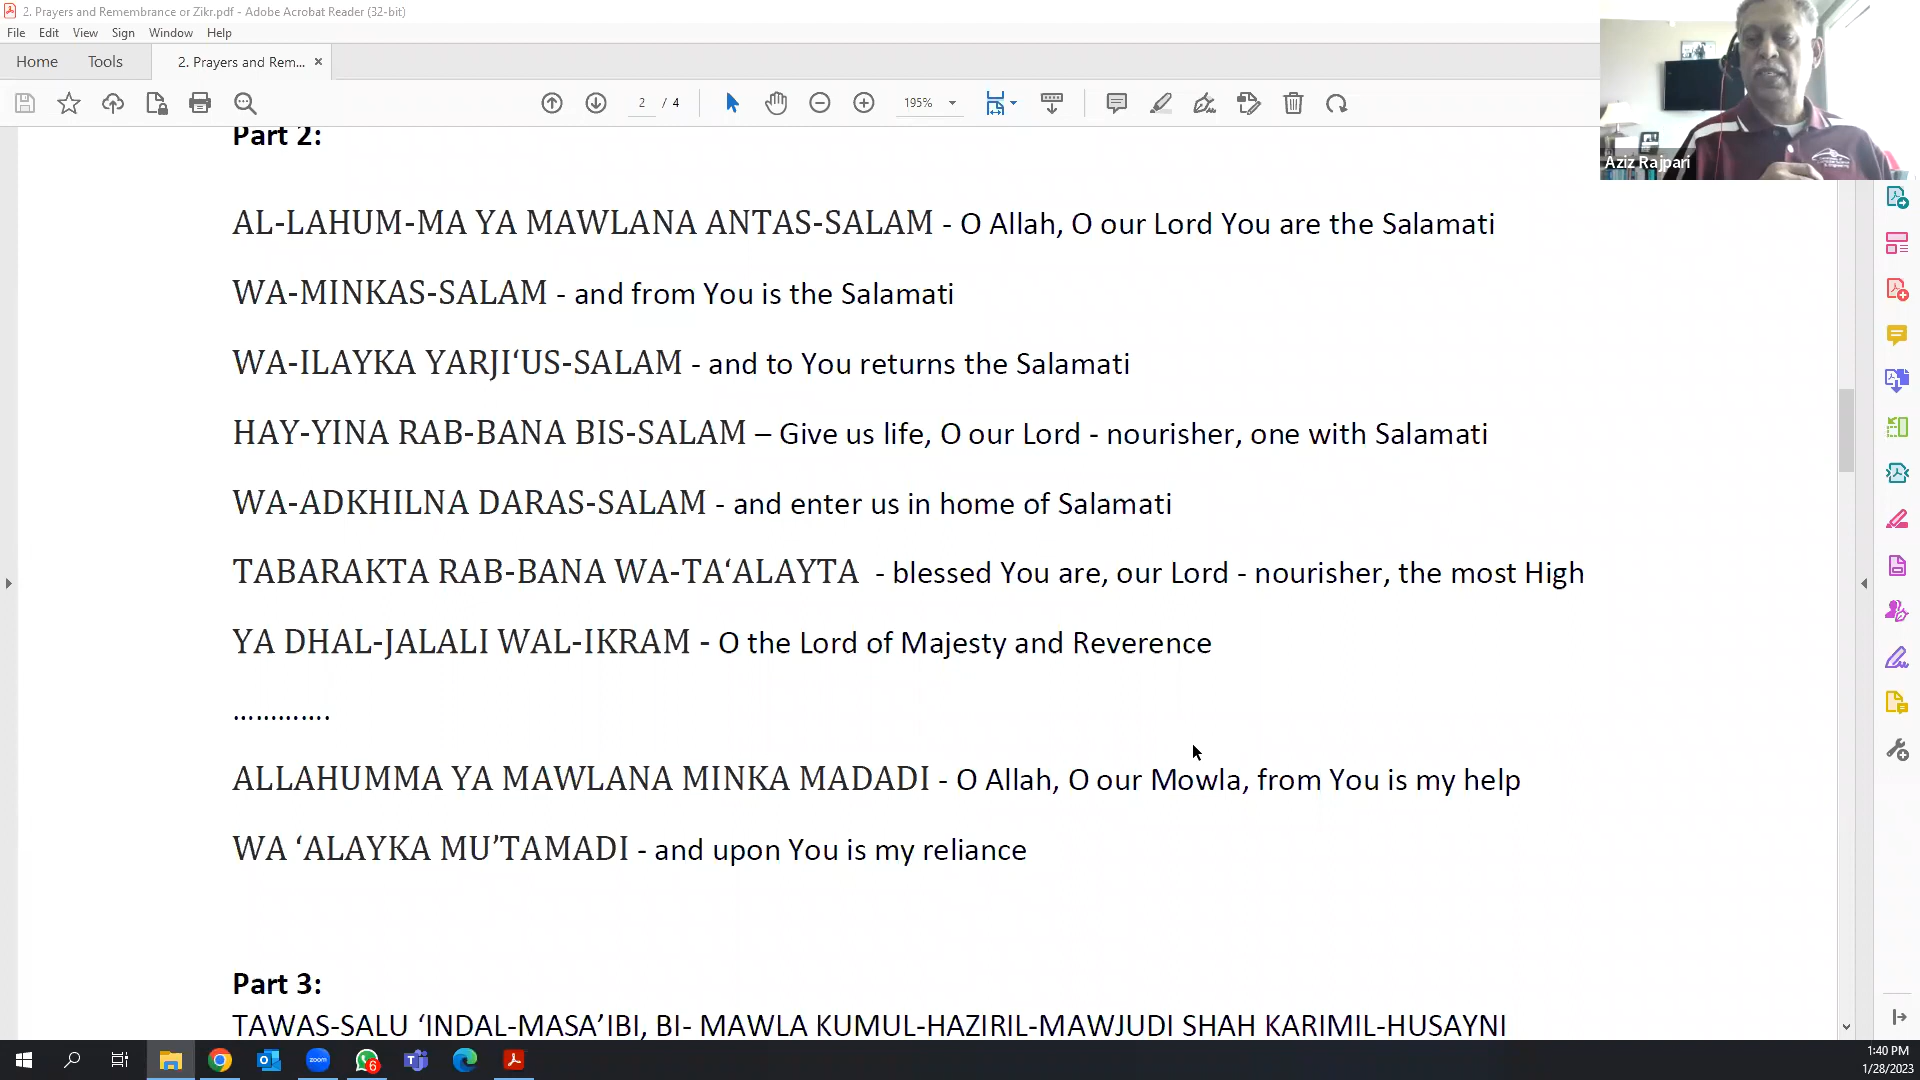 2. Prayers and Remembrance or Zikr.pdf - Adobe Acrobat Reader (32-bit)
File Edit View Sign Window Help
Home Tools 2. Prayers and Rem... ×
2 / 4 195%
Aziz Rajpari
Part 2:
AL-LAHUM-MA YA MAWLANA ANTAS-SALAM - O Allah, O our Lord You are the Salamati
WA-MINKAS-SALAM - and from You is the Salamati
WA-ILAYKA YARJI‘US-SALAM - and to You returns the Salamati
HAY-YINA RAB-BANA BIS-SALAM – Give us life, O our Lord - nourisher, one with Salamati
WA-ADKHILNA DARAS-SALAM - and enter us in home of Salamati
TABARAKTA RAB-BANA WA-TA‘ALAYTA - blessed You are, our Lord - nourisher, the most High
YA DHAL-JALALI WAL-IKRAM - O the Lord of Majesty and Reverence
.............
ALLAHUMMA YA MAWLANA MINKA MADADI - O Allah, O our Mowla, from You is my help
WA ‘ALAYKA MU’TAMADI - and upon You is my reliance
Part 3:
TAWAS-SALU ‘INDAL-MASA’IBI, BI- MAWLA KUMUL-HAZIRIL-MAWJUDI SHAH KARIMIL-HUSAYNI
zoom
6
1:40 PM
1/28/2023